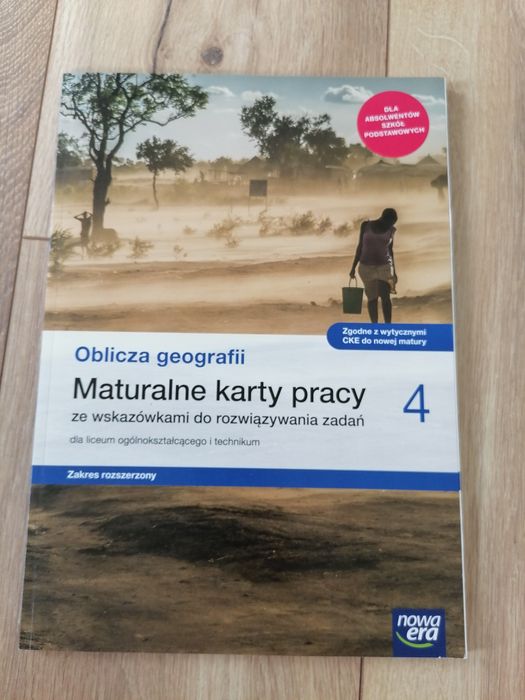 DLA
ABSOLWENTÓW
SZKÓŁ
PODSTAWOWYCH
Zgodne z wytycznymi
CKE do nowej matury
Oblicza geografii
Maturalne karty pracy 4
ze wskazówkami do rozwiązywania zadań
dla liceum ogólnokształcącego i technikum
Zakres rozszerzony
nowa
era